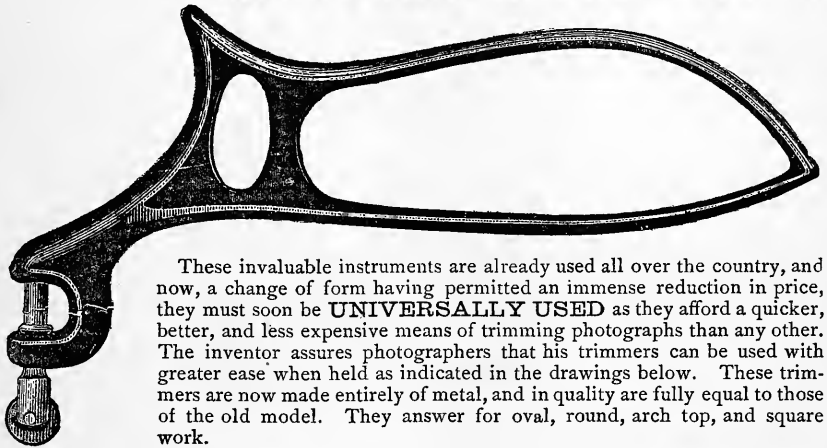 These invaluable instruments are already used all over the country, and
now, a change of form having permitted an immense reduction in price,
they must soon be UNIVERSALLY USED as they afford a quicker,
better, and less expensive means of trimming photographs than any other.
The inventor assures photographers that his trimmers can be used with
greater ease when held as indicated in the drawings below. These trim-
mers are now made entirely of metal, and in quality are fully equal to those
of the old model. They answer for oval, round, arch top, and square
work.